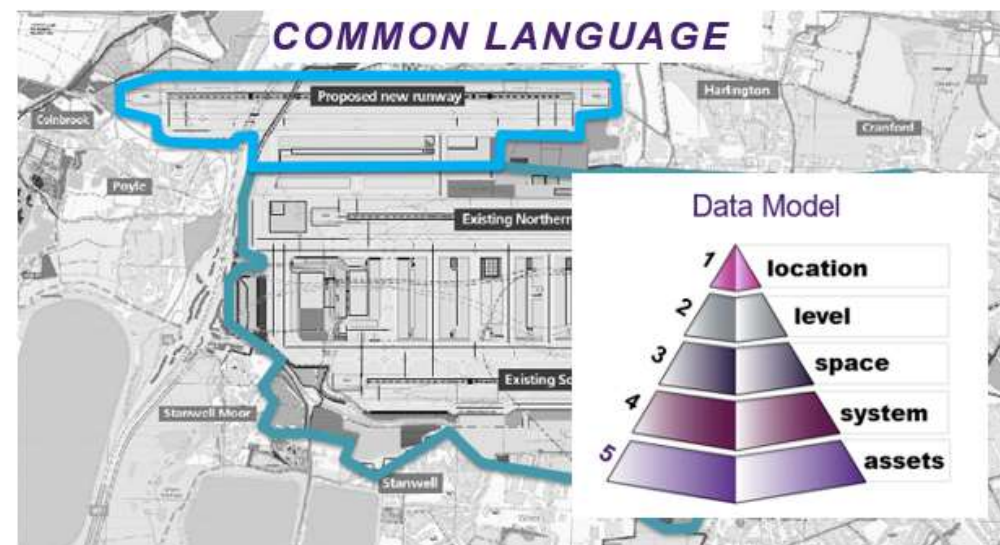 COMMON LANGUAGE
Proposed new runway
Harlington
Colnbrook
Cranford
Poyle
Data Model
Existing Northern
1 location
2 level
3 space
Existing So
4 system
Stanwell Moor
5 assets
Stanwell